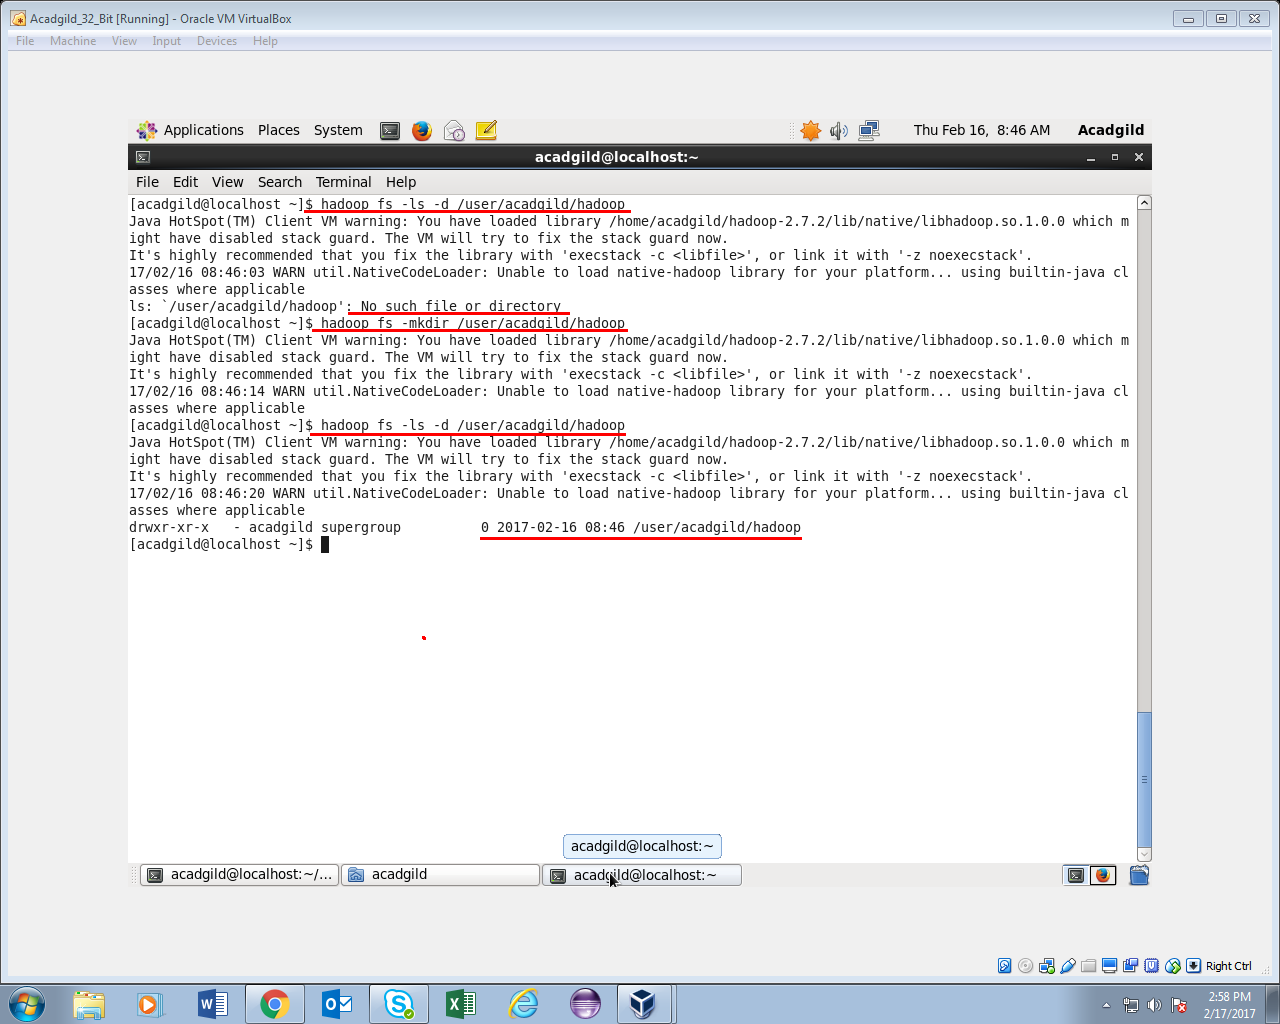 Acadgild_32_Bit [Running] - Oracle VM VirtualBox
File Machine View Input Devices Help
Applications Places System Thu Feb 16, 8:46 AM Acadgild
acadgild@localhost:~
File Edit View Search Terminal Help
[acadgild@localhost ~]$ hadoop fs -ls -d /user/acadgild/hadoop
Java HotSpot(TM) Client VM warning: You have loaded library /home/acadgild/hadoop-2.7.2/lib/native/libhadoop.so.1.0.0 which m
ight have disabled stack guard. The VM will try to fix the stack guard now.
It's highly recommended that you fix the library with 'execstack -c <libfile>', or link it with '-z noexecstack'.
17/02/16 08:46:03 WARN util.NativeCodeLoader: Unable to load native-hadoop library for your platform... using builtin-java cl
asses where applicable
ls: `/user/acadgild/hadoop': No such file or directory
[acadgild@localhost ~]$ hadoop fs -mkdir /user/acadgild/hadoop
Java HotSpot(TM) Client VM warning: You have loaded library /home/acadgild/hadoop-2.7.2/lib/native/libhadoop.so.1.0.0 which m
ight have disabled stack guard. The VM will try to fix the stack guard now.
It's highly recommended that you fix the library with 'execstack -c <libfile>', or link it with '-z noexecstack'.
17/02/16 08:46:14 WARN util.NativeCodeLoader: Unable to load native-hadoop library for your platform... using builtin-java cl
asses where applicable
[acadgild@localhost ~]$ hadoop fs -ls -d /user/acadgild/hadoop
Java HotSpot(TM) Client VM warning: You have loaded library /home/acadgild/hadoop-2.7.2/lib/native/libhadoop.so.1.0.0 which m
ight have disabled stack guard. The VM will try to fix the stack guard now.
It's highly recommended that you fix the library with 'execstack -c <libfile>', or link it with '-z noexecstack'.
17/02/16 08:46:20 WARN util.NativeCodeLoader: Unable to load native-hadoop library for your platform... using builtin-java cl
asses where applicable
drwxr-xr-x   - acadgild supergroup          0 2017-02-16 08:46 /user/acadgild/hadoop
[acadgild@localhost ~]$
acadgild@localhost:~
acadgild@localhost:~/... acadgild acadgild@localhost:~
Right Ctrl
2:58 PM
2/17/2017